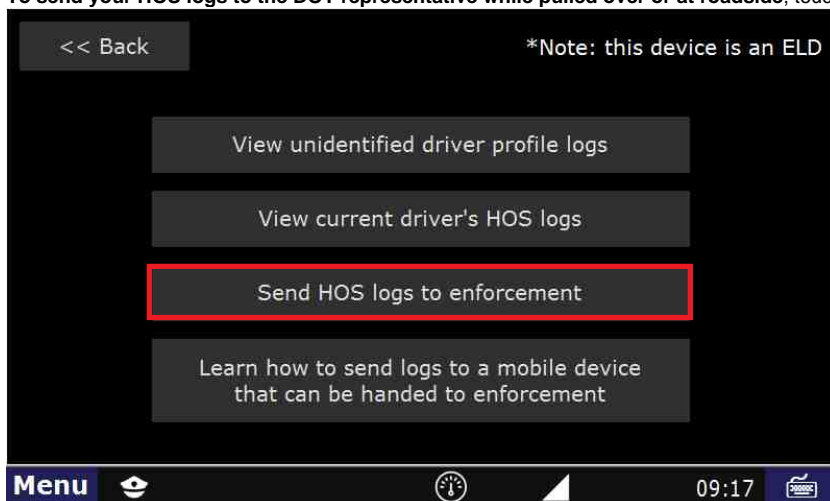 To send your HOS logs to the DOT representative while pulled over or at roadside,
<< Back
*Note: this device is an ELD
View unidentified driver profile logs
View current driver's HOS logs
Send HOS logs to enforcement
Learn how to send logs to a mobile device
that can be handed to enforcement
Menu
09:17